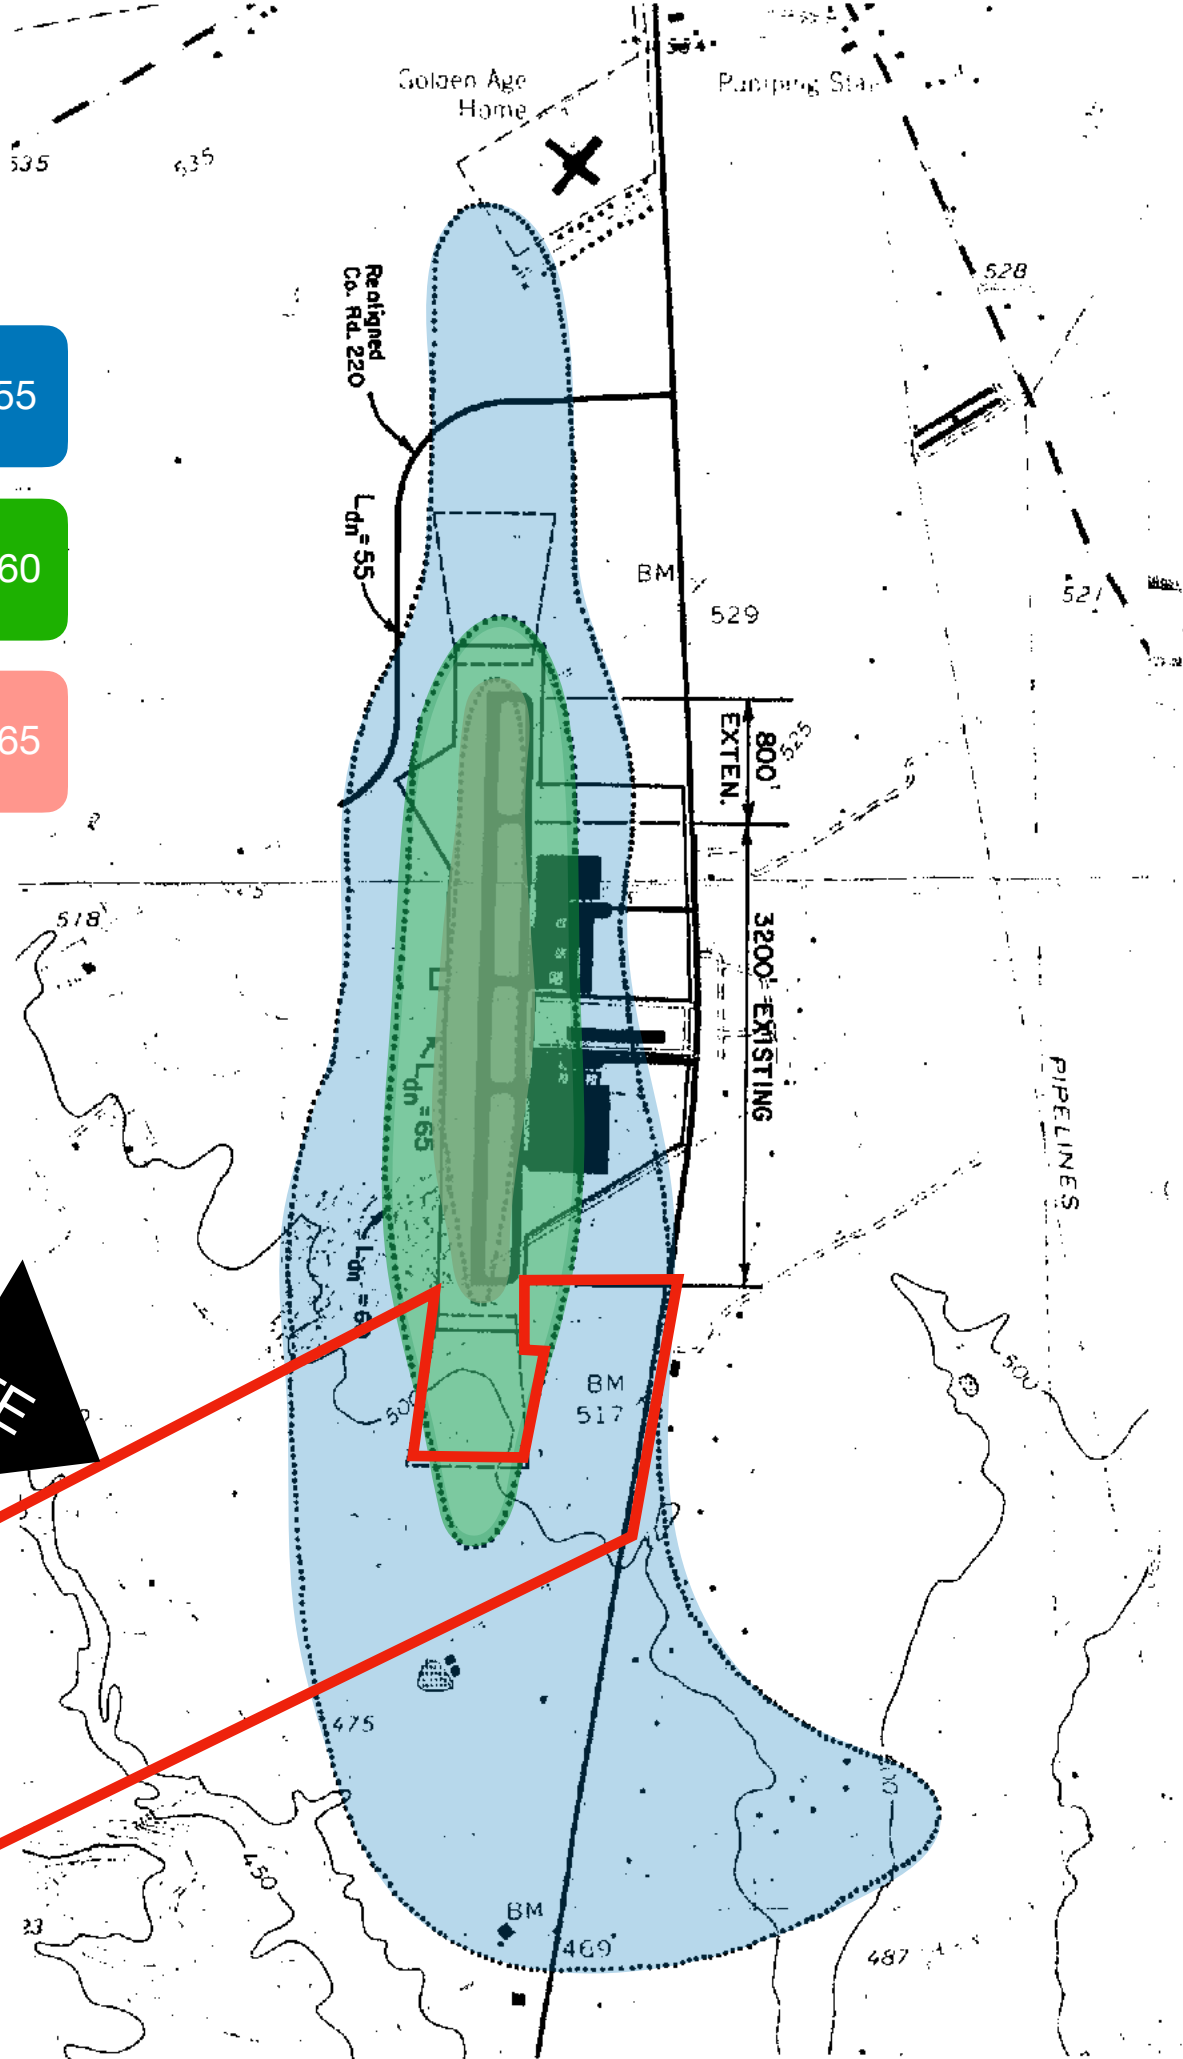 Golden Age
Home
535
635
528
Realigned
Co. Rd. 220
55
Ldn = 55
60
BM
529
521
65
800'
EXTEN.
525
518
3200' EXISTING
Ldn = 65
PIPELINES
Ldn = 6
500
BM
517
500
475
450
BM
469
487